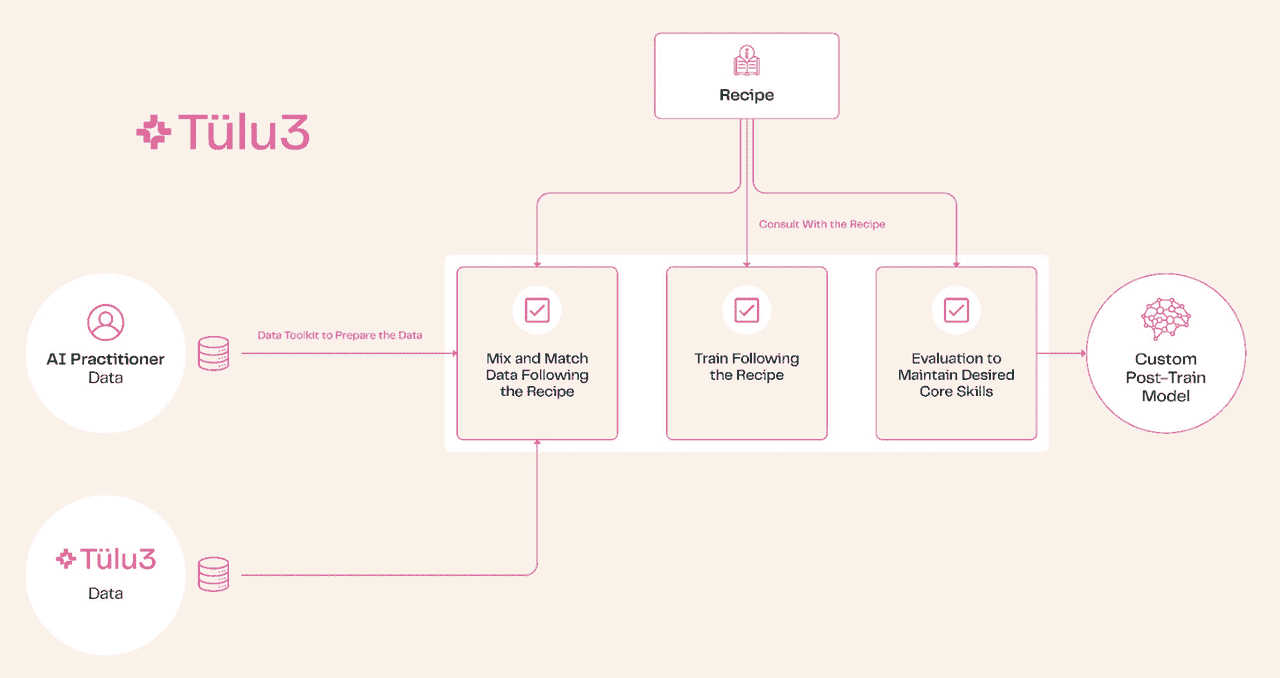 Recipe
Tülu3
Consult With the Recipe
AI Practitioner
Data
Data Toolkit to Prepare the Data
Mix and Match
Data Following
the Recipe
Train Following
the Recipe
Evaluation to
Maintain Desired
Core Skills
Custom
Post-Train
Model
Tülu3
Data